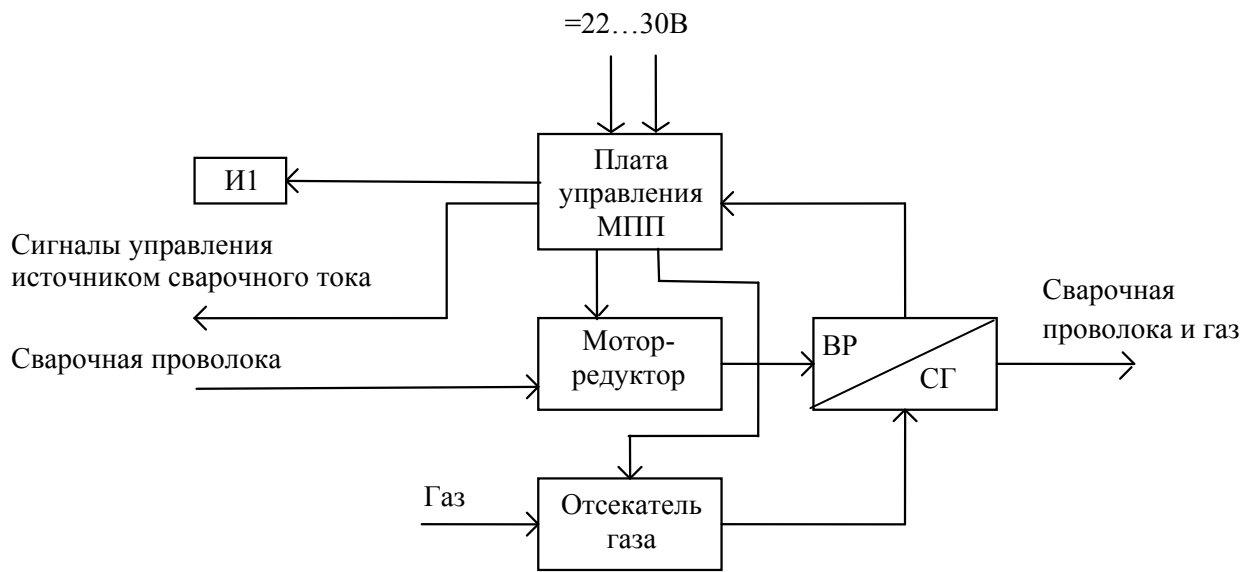 =22…30В
Плата
управления
МПП
И1
Сигналы управления
источником сварочного тока
Сварочная проволока
Мотор-
редуктор
ВР
СГ
Сварочная
проволока и газ
Газ
Отсекатель
газа